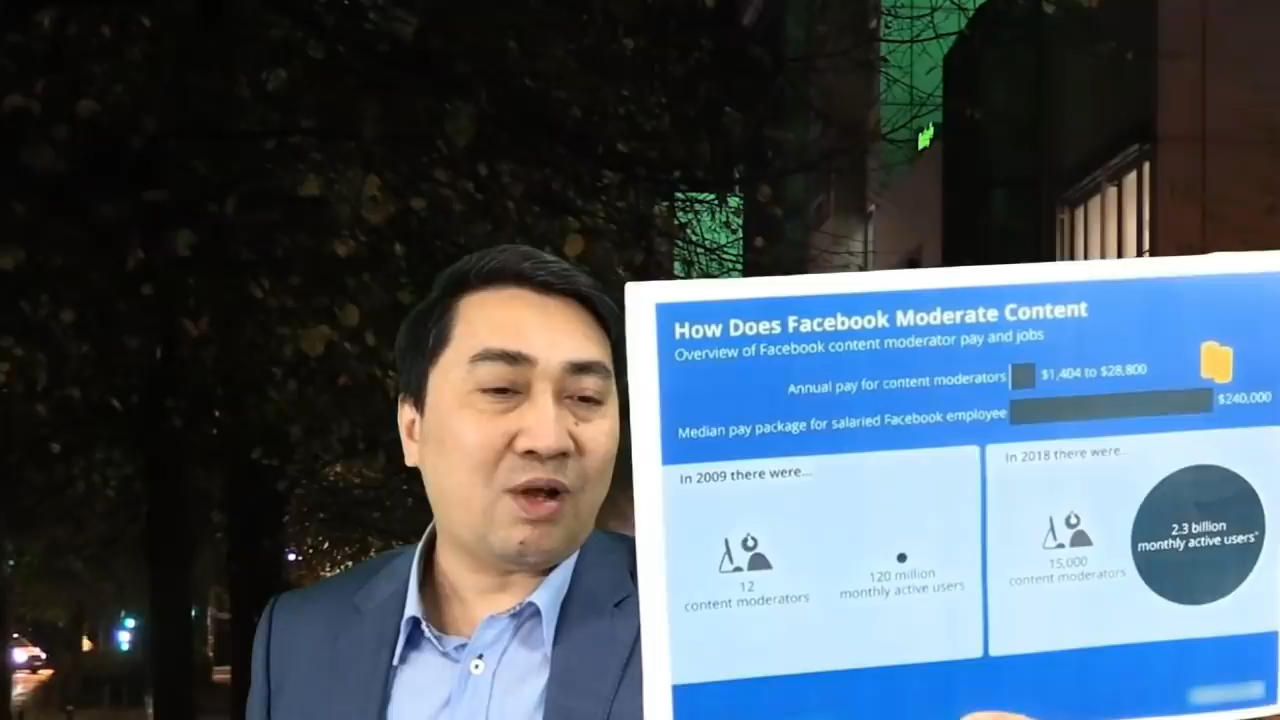 How Does Facebook Moderate Content
Overview of Facebook content moderator pay and jobs
Annual pay for content moderators $1,404 to $28,800
Median pay package for salaried Facebook employee $240,000
In 2009 there were...
12
content moderators
120 million
monthly active users
In 2018 there were...
15,000
content moderators
2.3 billion
monthly active users*